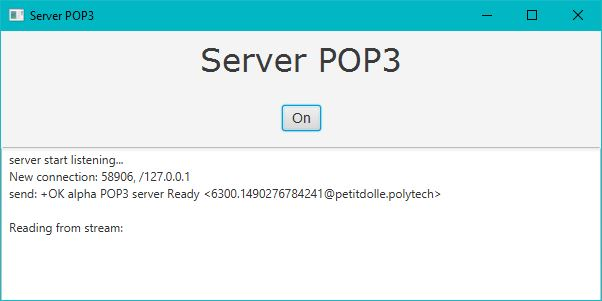 Server POP3
Server POP3
On
server start listening...
New connection: 58906, /127.0.0.1
send: +OK alpha POP3 server Ready <6300.1490276784241@petitdolle.polytech>
Reading from stream: